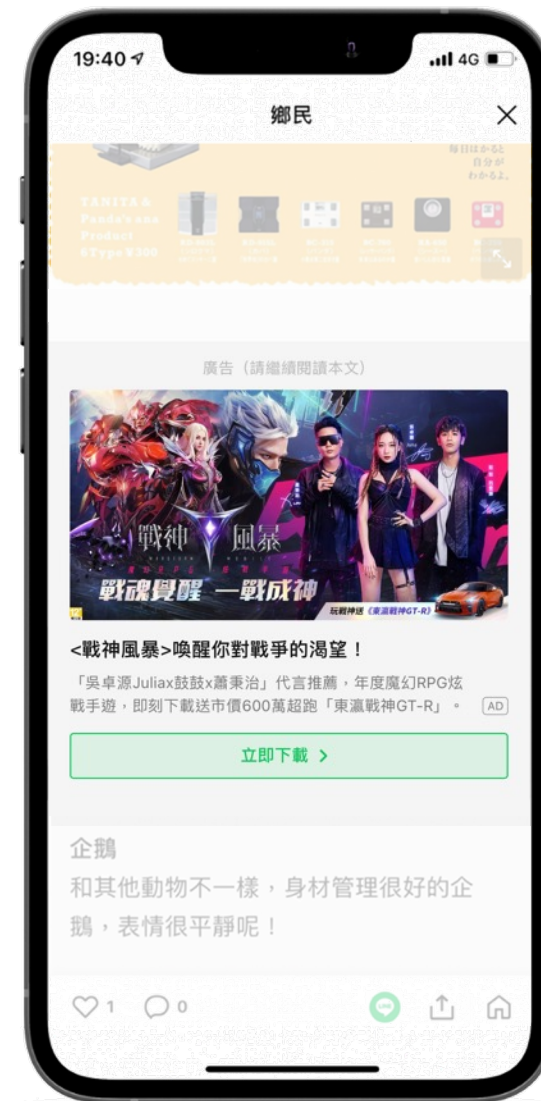 19:40
4G
鄉民
毎日はかると
自分が
わかるよ。
TANITA &
Panda's ana
Product
6Type ¥300
廣告（請繼續閱讀本文）
戰神風暴
戰魂覺醒 一戰成神
玩戰神送《東瀛戰神GT-R》
<戰神風暴>喚醒你對戰爭的渴望！
「吳卓源Juliax鼓鼓x蕭秉治」代言推薦，年度魔幻RPG炫
戰手遊，即刻下載送市價600萬超跑「東瀛戰神GT-R」。
AD
立即下載 >
企鵝
和其他動物不一樣，身材管理很好的企
鵝，表情很平靜呢！
1
0
LINE